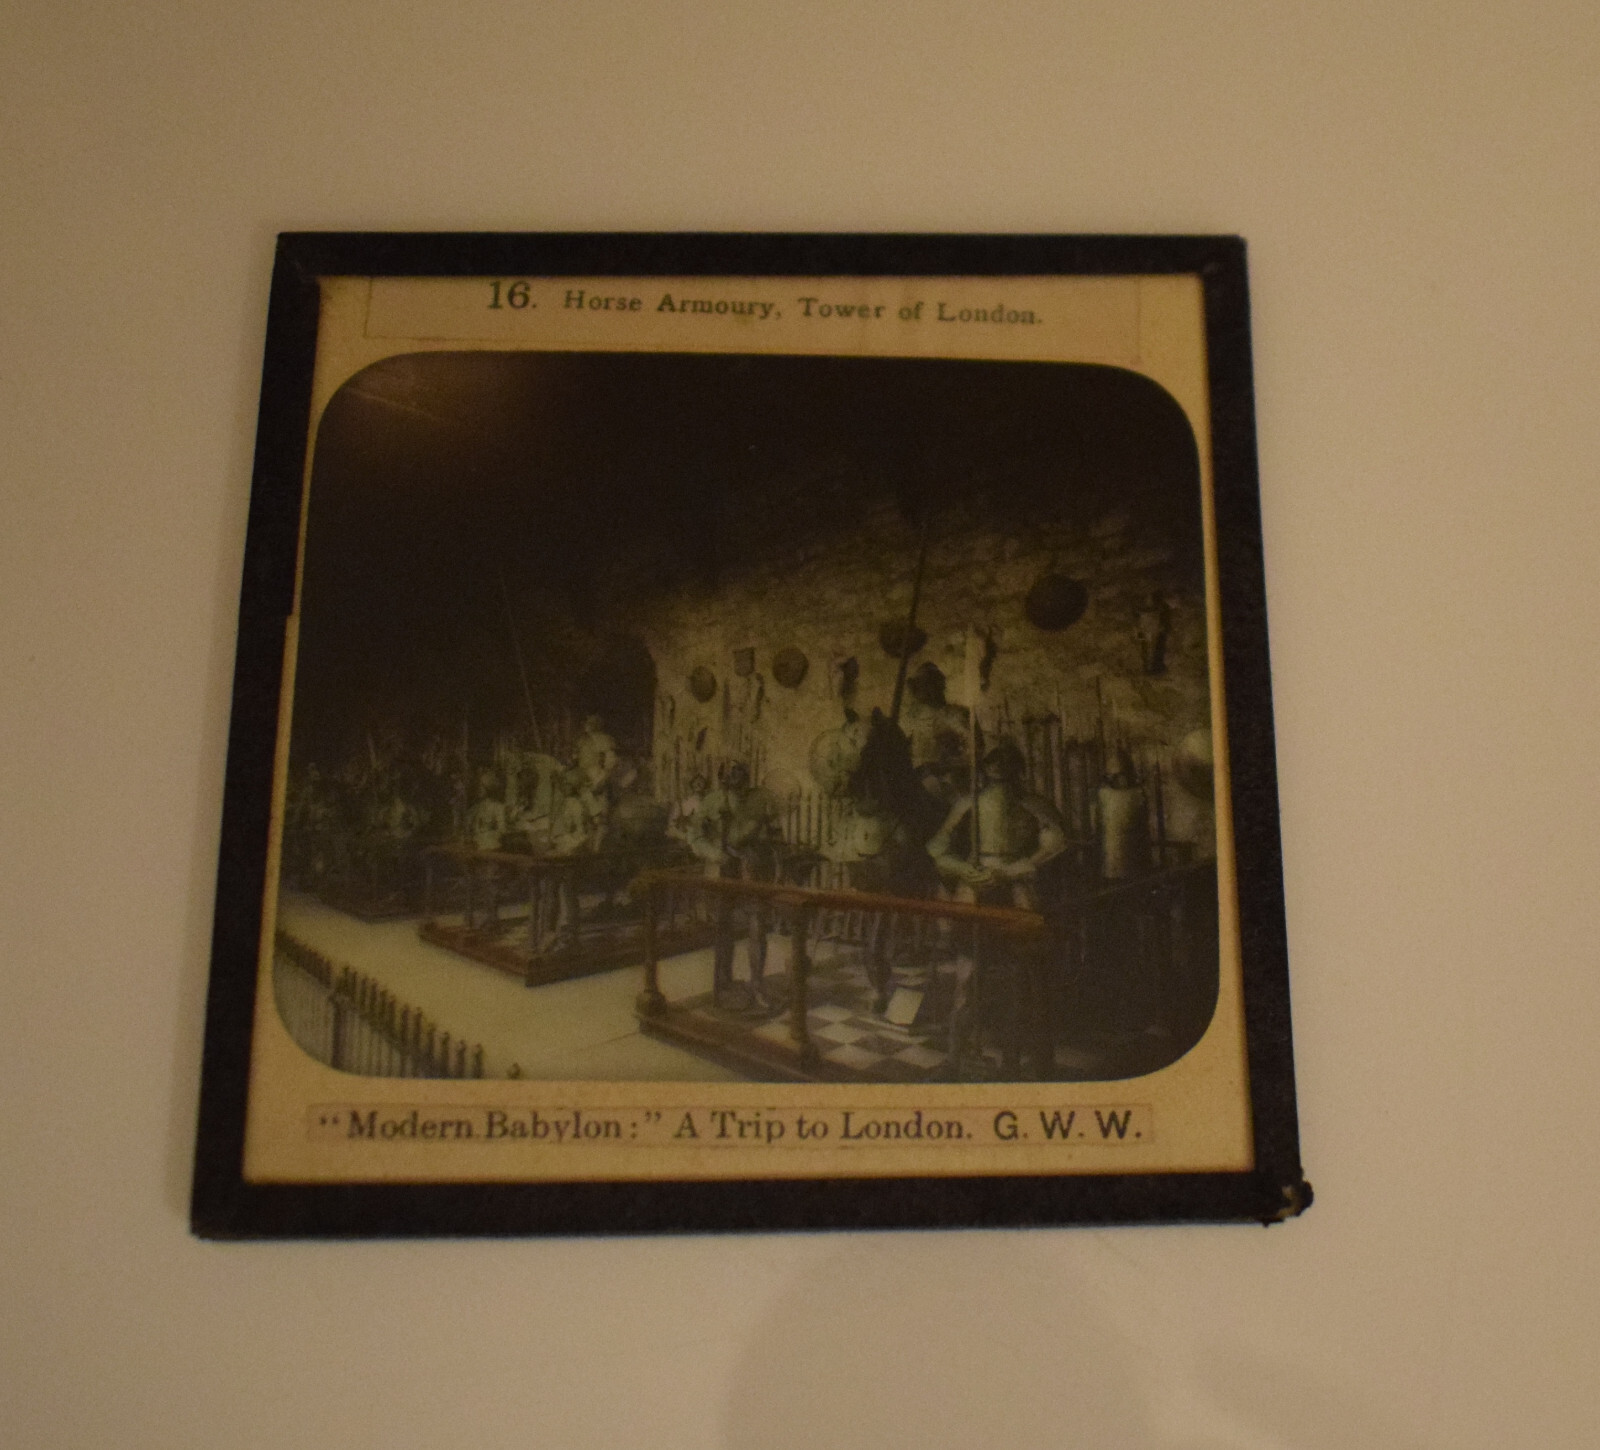 16. Horse Armoury, Tower of London.
"Modern Babylon:" A Trip to London. G. W. W.